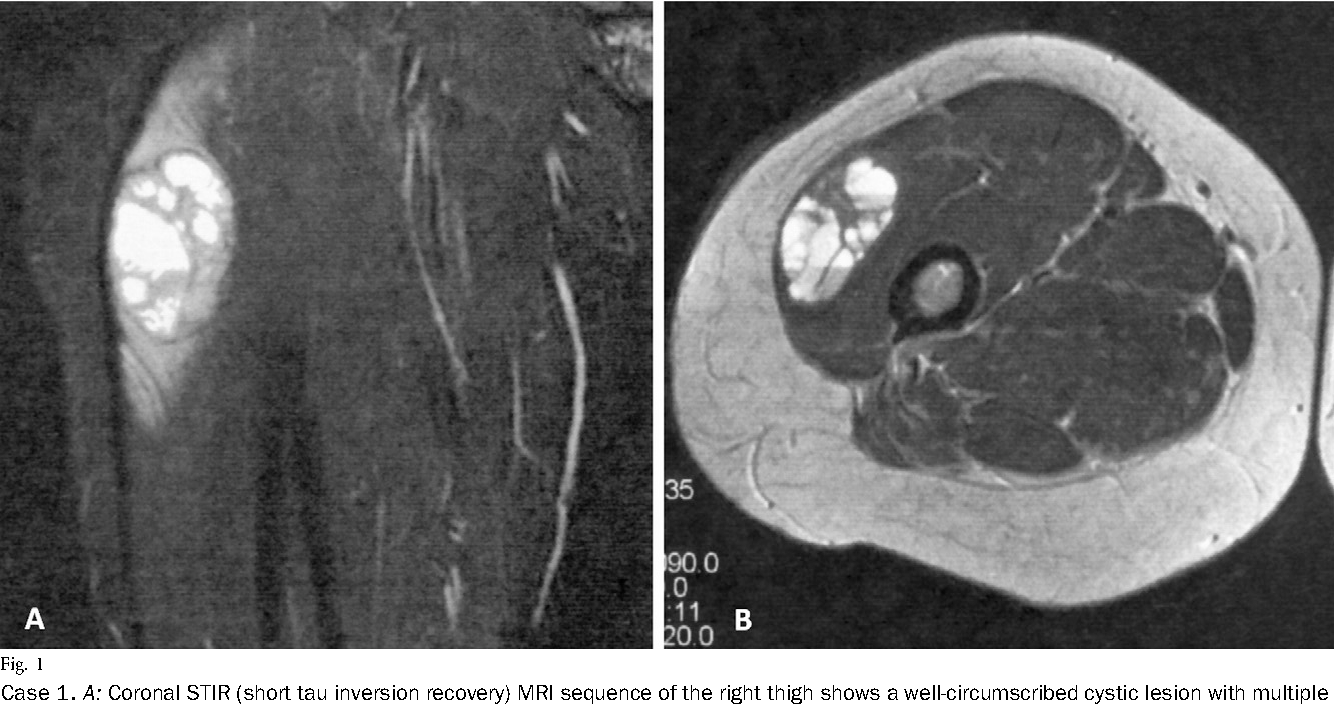 35
A
B
090.0
.0
:11
20.0
Fig. 1
Case 1. A: Coronal STIR (short tau inversion recovery) MRI sequence of the right thigh shows a well-circumscribed cystic lesion with multiple